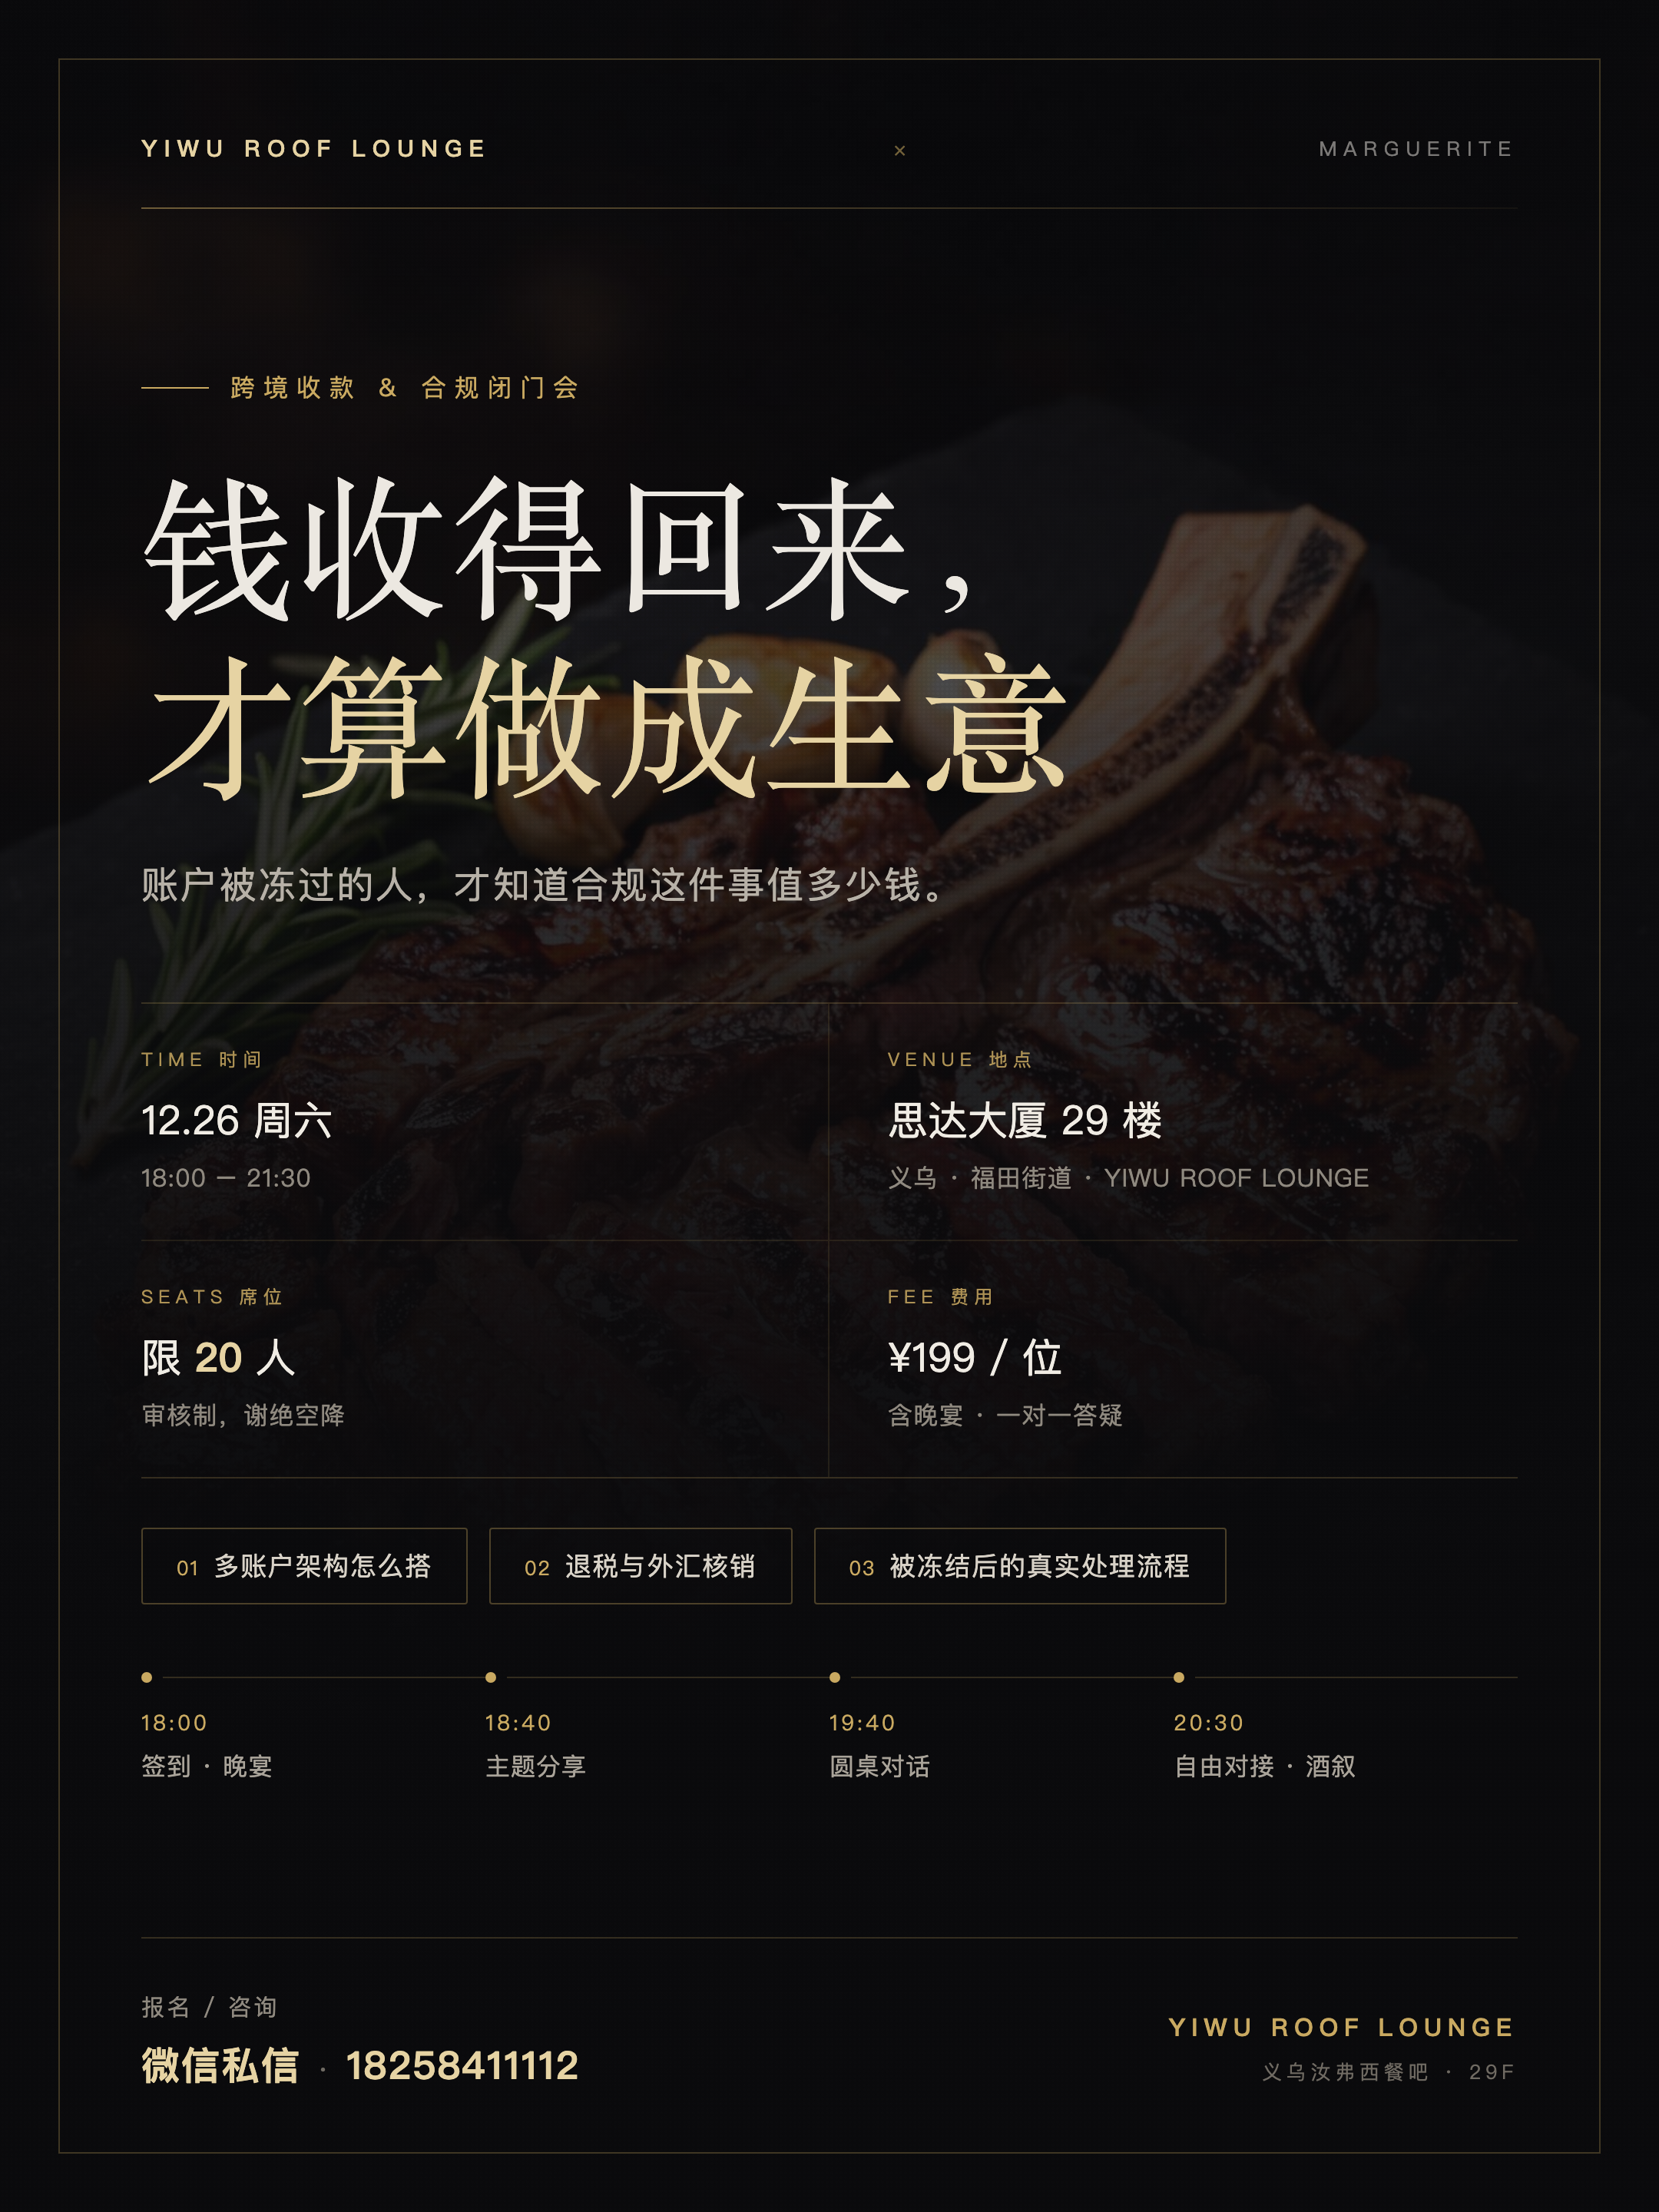 YIWU ROOF LOUNGE × MARGUERITE
跨境收款 & 合规闭门会
钱收得回来，
才算做成生意
账户被冻过的人，才知道合规这件事值多少钱。
TIME 时间
12.26 周六
18:00 — 21:30
VENUE 地点
思达大厦 29 楼
义乌 · 福田街道 · YIWU ROOF LOUNGE
SEATS 席位
限 20 人
审核制，谢绝空降
FEE 费用
¥199 / 位
含晚宴 · 一对一答疑
01 多账户架构怎么搭
02 退税与外汇核销
03 被冻结后的真实处理流程
18:00
签到 · 晚宴
18:40
主题分享
19:40
圆桌对话
20:30
自由对接 · 酒叙
报名 / 咨询
微信私信 · 18258411112
YIWU ROOF LOUNGE
义乌汝弗西餐吧 · 29F